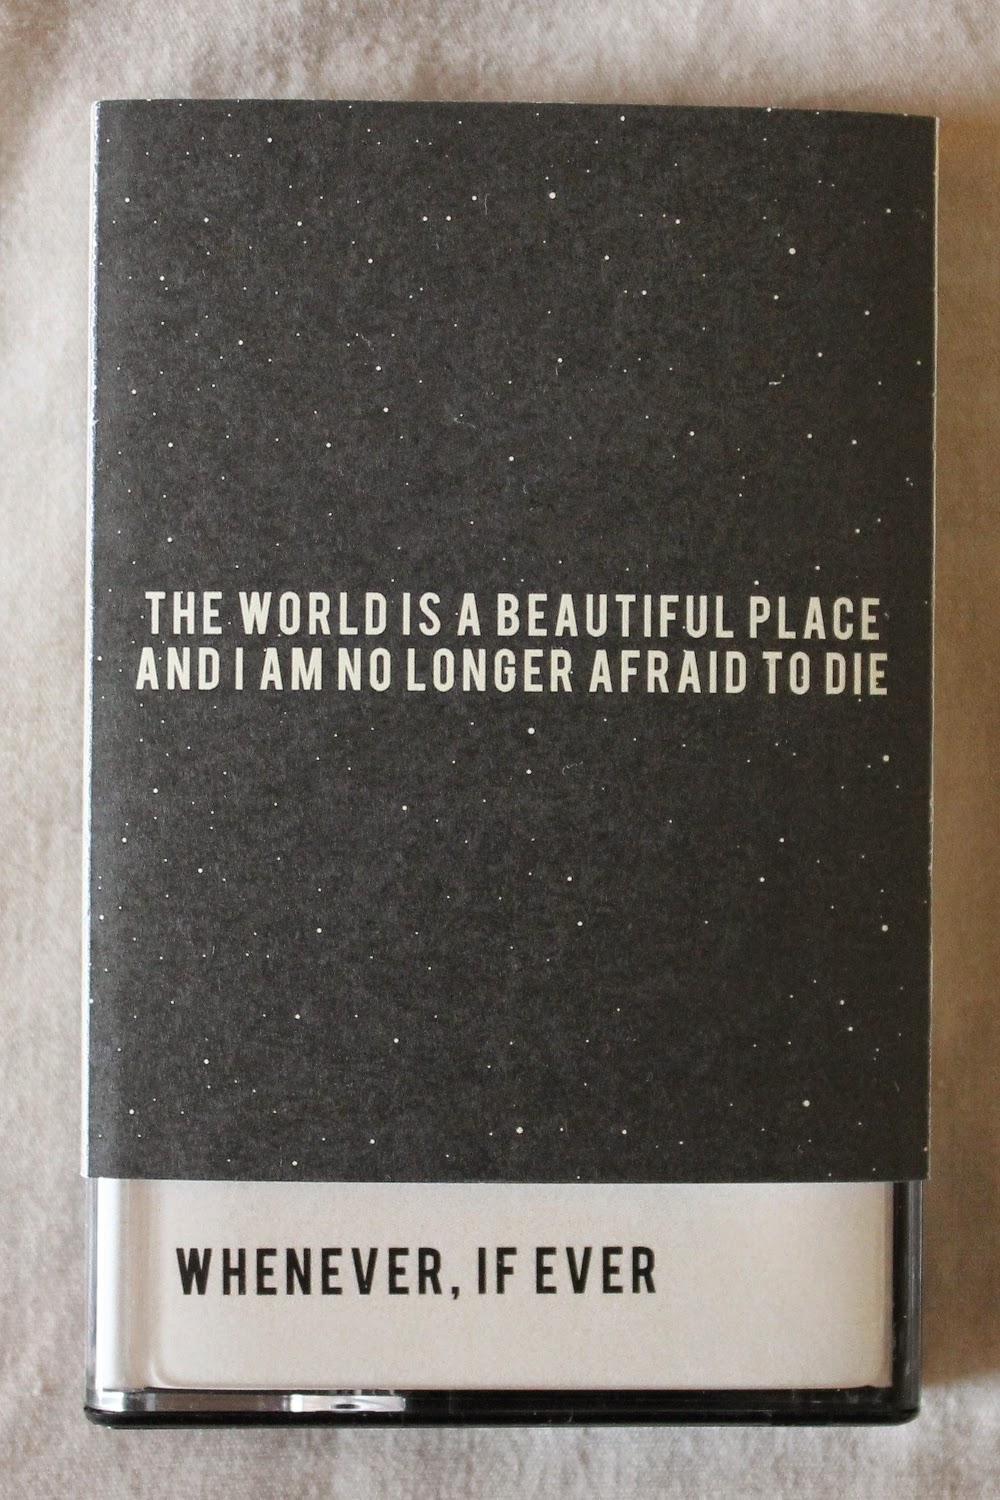 THE WORLD IS A BEAUTIFUL PLACE
AND I AM NO LONGER AFRAID TO DIE
WHENEVER, IF EVER